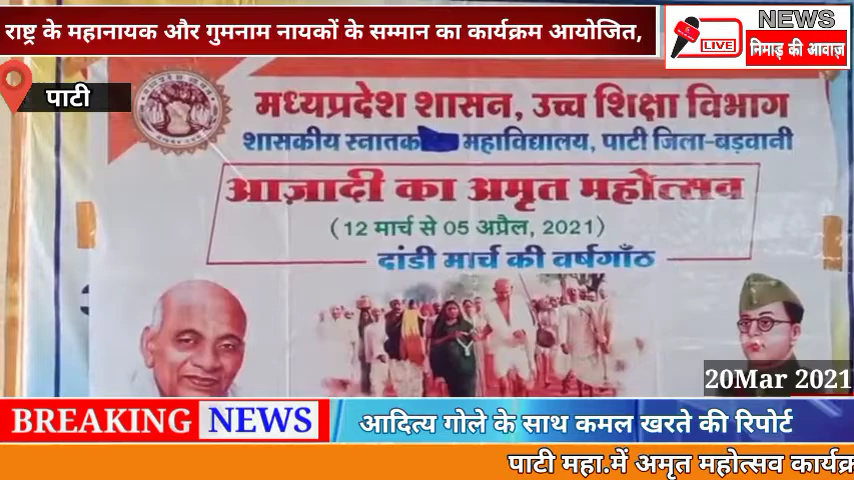 राष्ट्र के महानायक और गुमनाम नायकों के सम्मान का कार्यक्रम आयोजित,
NEWS
LIVE
निमाड़ की आवाज़
पाटी
मध्यप्रदेश शासन, उच्च शिक्षा विभाग
शासकीय स्नातक महाविद्यालय, पाटी जिला-बड़वानी
आज़ादी का अमृत महोत्सव
(12 मार्च से 05 अप्रैल, 2021)
दांडी मार्च की वर्षगाँठ
20Mar 2021
BREAKING NEWS
आदित्य गोले के साथ कमल खरते की रिपोर्ट
पाटी महा.में अमृत महोत्सव कार्यक्र